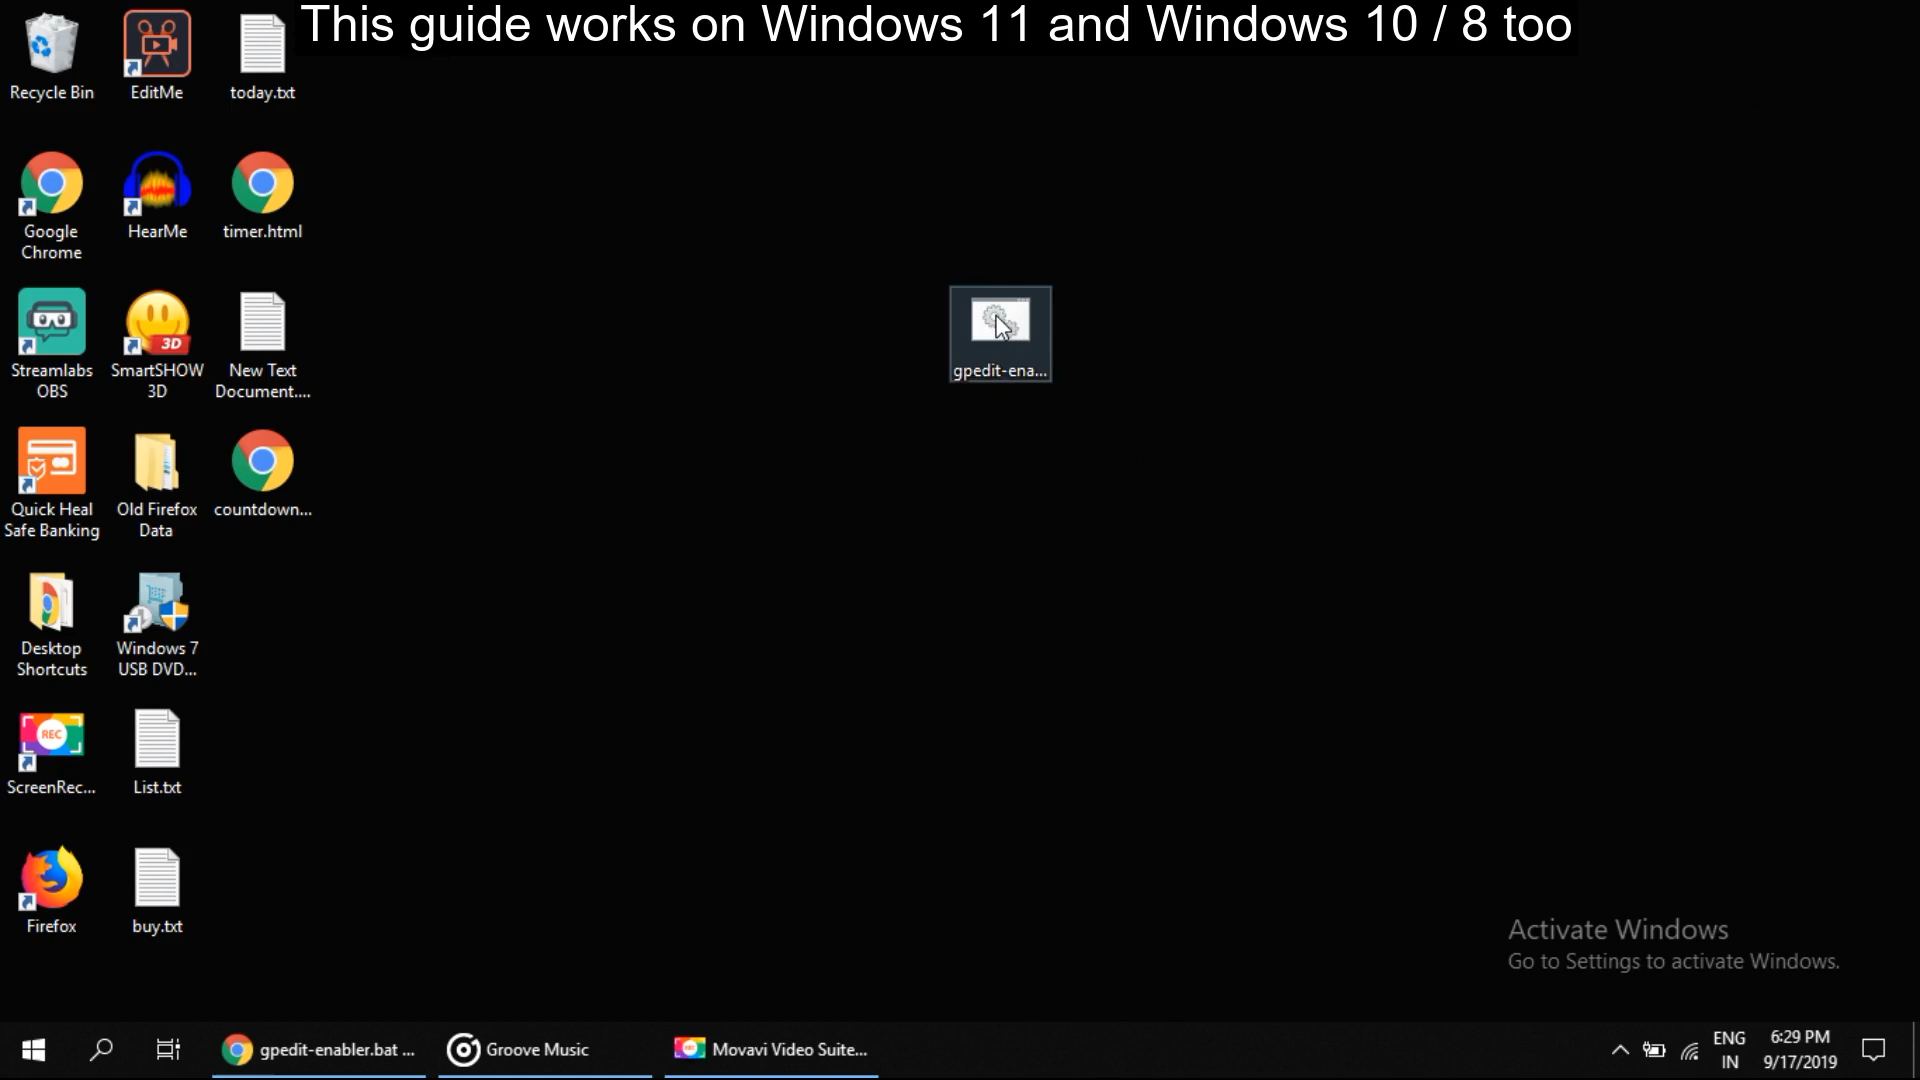 This guide works on Windows 11 and Windows 10 / 8 too
Recycle Bin
EditMe
today.txt
Google
Chrome
HearMe
timer.html
Streamlabs
OBS
SmartSHOW
3D
3D
New Text
Document....
gpedit-ena...
Quick Heal
Safe Banking
Old Firefox
Data
countdown...
Desktop
Shortcuts
Windows 7
USB DVD...
REC
ScreenRec...
List.txt
Firefox
buy.txt
Activate Windows
Go to Settings to activate Windows.
gpedit-enabler.bat ...
Groove Music
REC
Movavi Video Suite...
ENG
IN
6:29 PM
9/17/2019